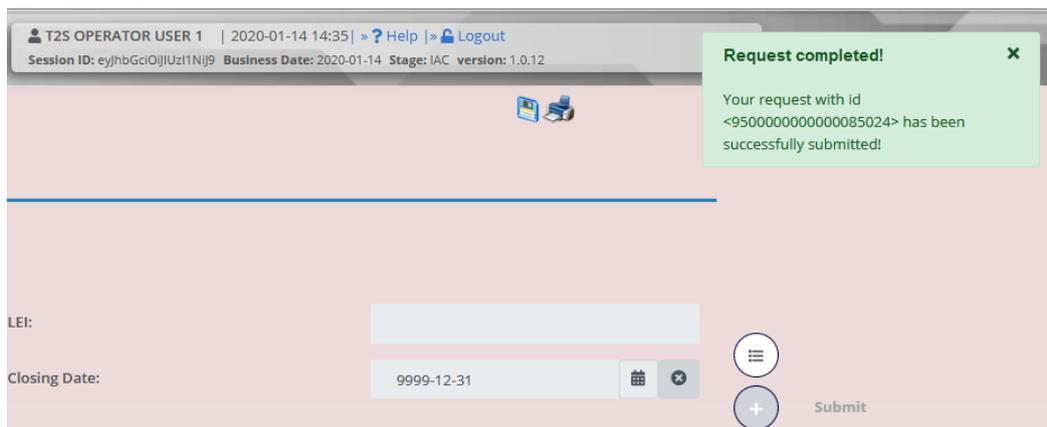 T2S OPERATOR USER 1 | 2020-01-14 14:35| » ? Help |» Logout
Session ID: eyJhbGciOiJIUzI1NiJ9 Business Date: 2020-01-14 Stage: IAC version: 1.0.12
Request completed!
Your request with id
<9500000000000085024> has been
successfully submitted!
LEI:
Closing Date:
9999-12-31
Submit